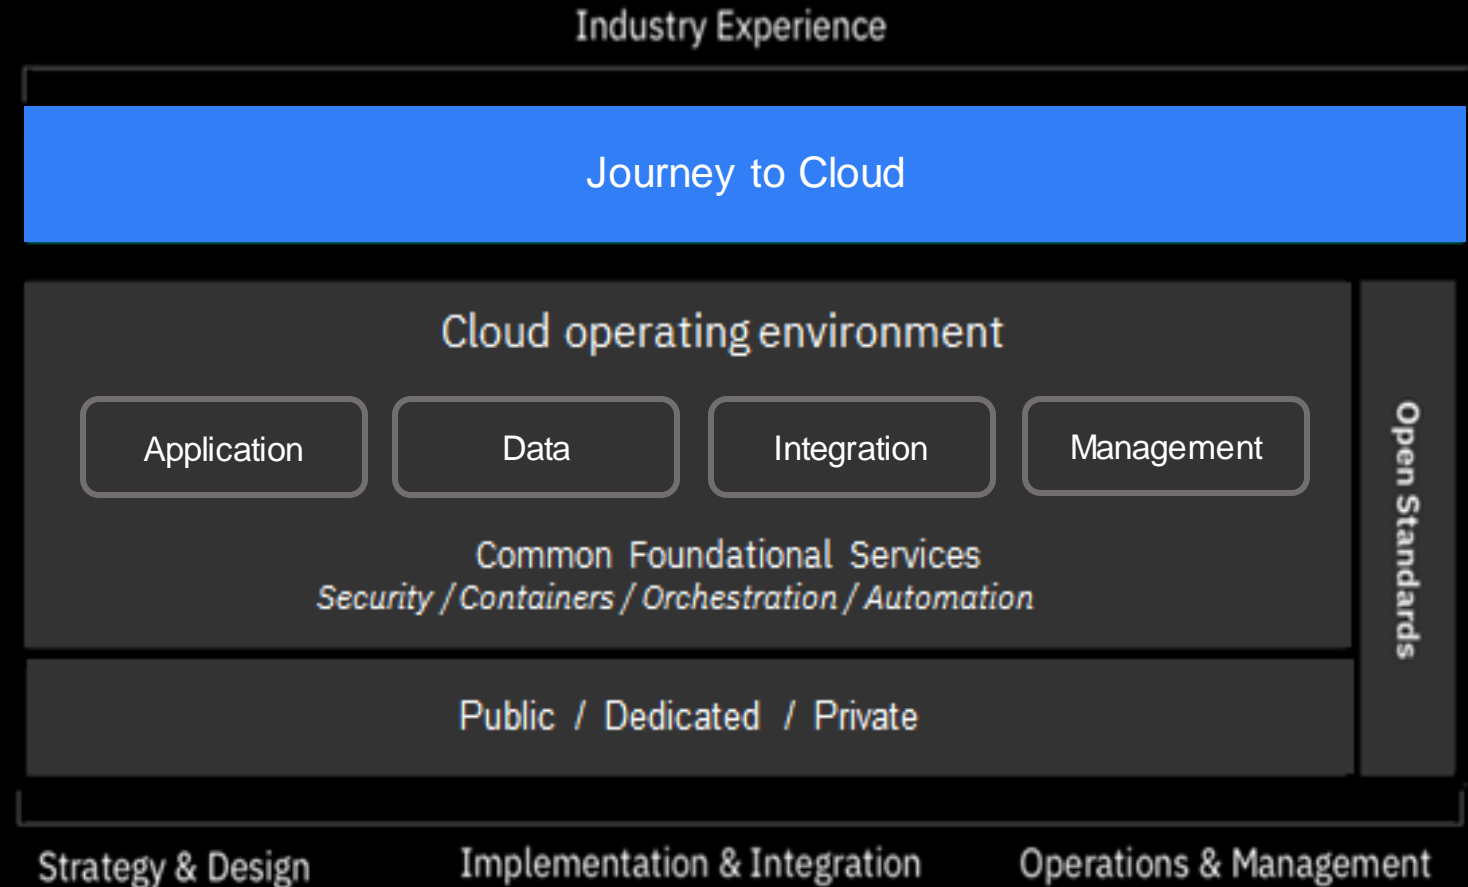 Industry Experience
Journey to Cloud
Cloud operating environment
Application
Data
Integration
Management
Common Foundational Services
Security / Containers / Orchestration / Automation
Open Standards
Public / Dedicated / Private
Strategy & Design
Implementation & Integration
Operations & Management